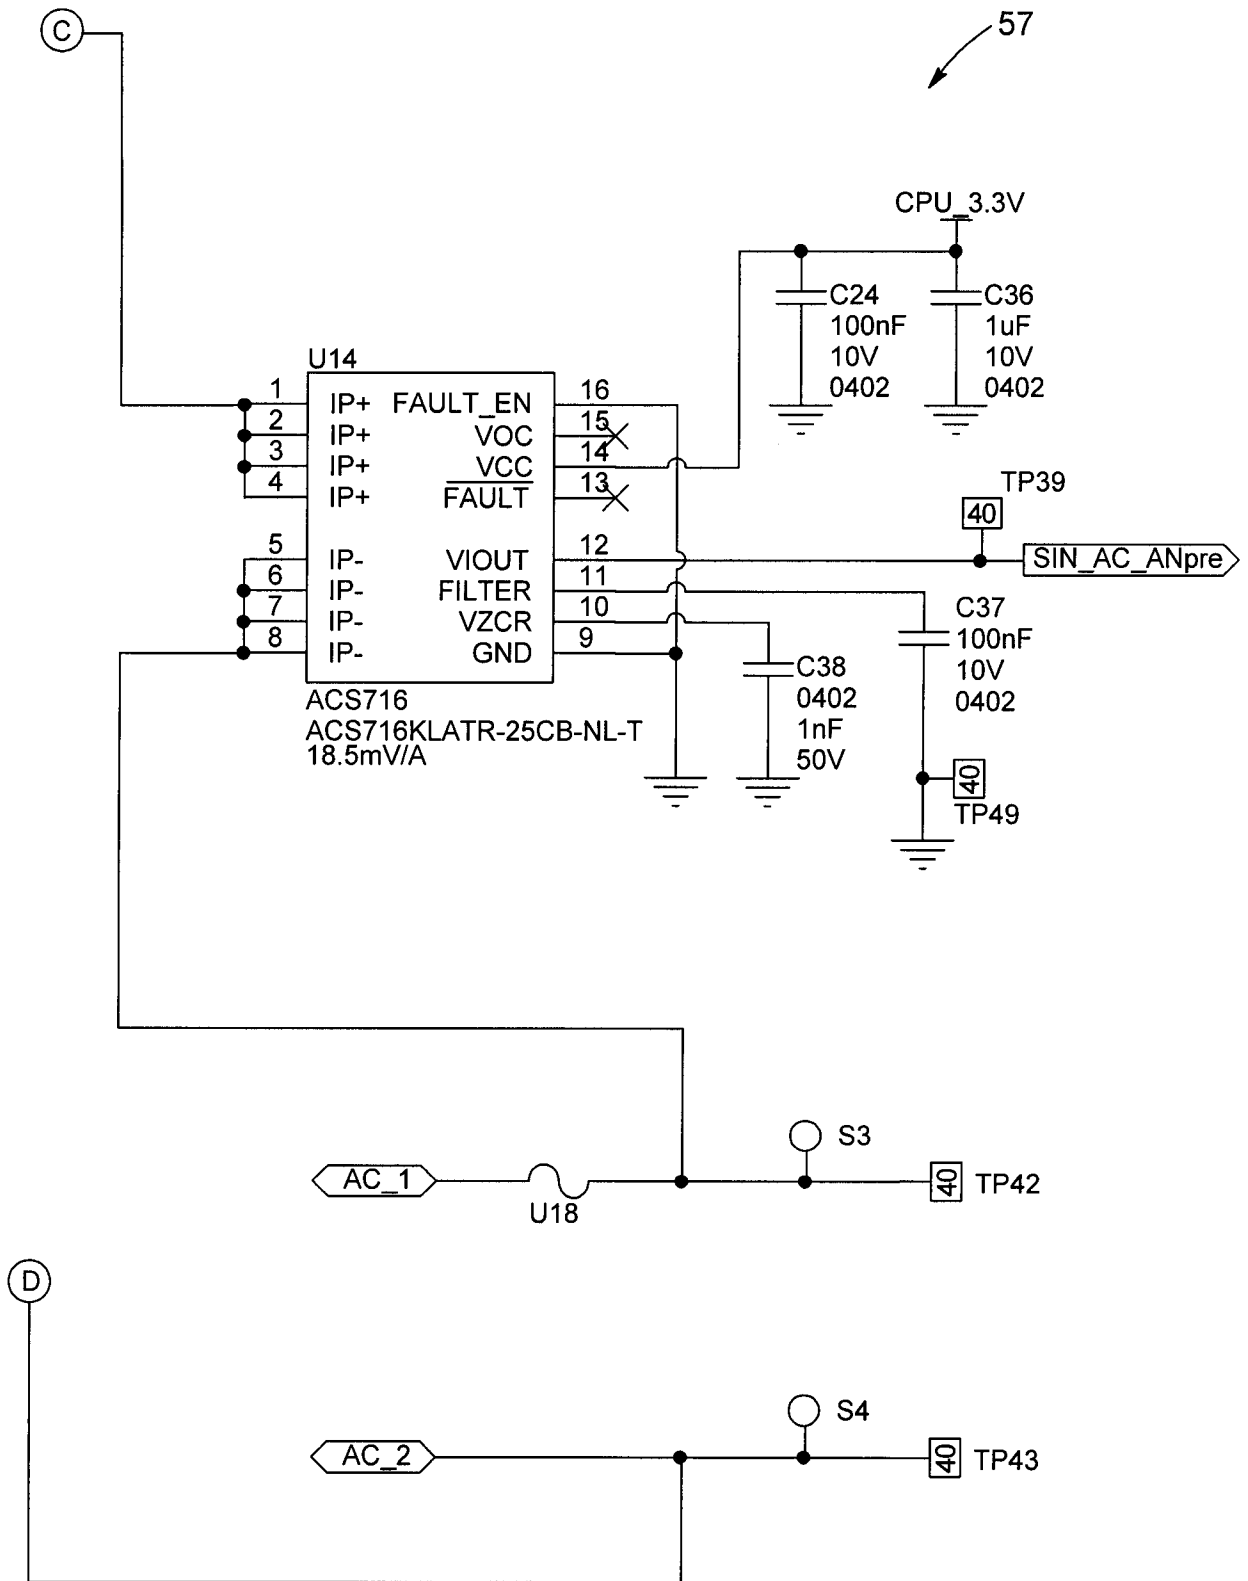 C
57
CPU_3.3V
C24
100nF
10V
0402
C36
1uF
10V
0402
U14
1 IP+ FAULT_EN 16
2 IP+ VOC 15
3 IP+ VCC 14
4 IP+ FAULT 13
5 IP- VIOUT 12
6 IP- FILTER 11
7 IP- VZCR 10
8 IP- GND 9
ACS716
ACS716KLATR-25CB-NL-T
18.5mV/A
TP39
40
SIN_AC_ANpre
C37
100nF
10V
0402
C38
0402
1nF
50V
40
TP49
S3
AC_1
U18
40
TP42
D
S4
AC_2
40
TP43